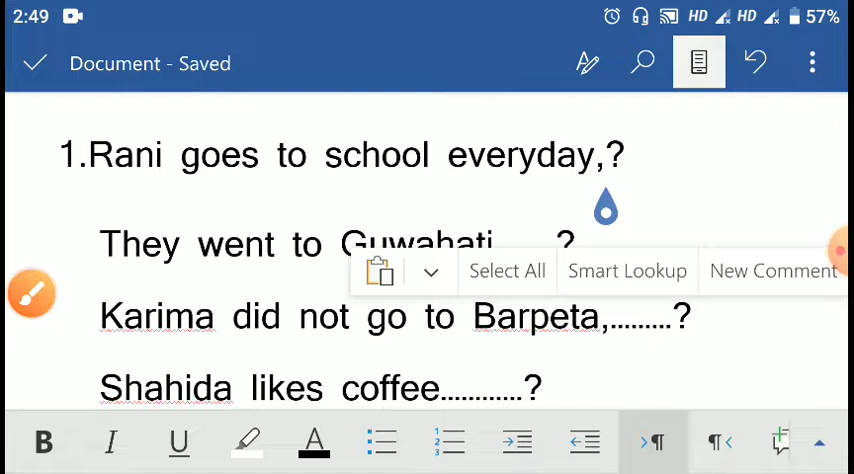 2:49 HD HD 57%
Document - Saved
1.Rani goes to school everyday,?
They went to Guwahati ?
Select All Smart Lookup New Comment
Karima did not go to Barpeta,.........?
Shahida likes coffee............?
B I U A